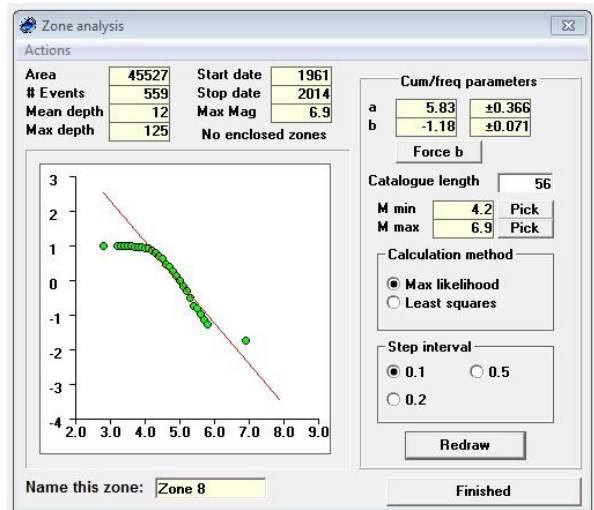 Zone analysis
Actions
Area 45527 Start date 1961
# Events 559 Stop date 2014
Mean depth 12 Max Mag 6.9
Max depth 125 No enclosed zones
3
2
1
0
-1
-2
-3
-4
2.0 3.0 4.0 5.0 6.0 7.0 8.0 9.0
Name this zone: Zone 8
Cum/freq parameters
a 5.83 ±0.366
b -1.18 ±0.071
Force b
Catalogue length 56
M min 4.2 Pick
M max 6.9 Pick
Calculation method
Max likelihood
Least squares
Step interval
0.1 0.5
0.2
Redraw
Finished